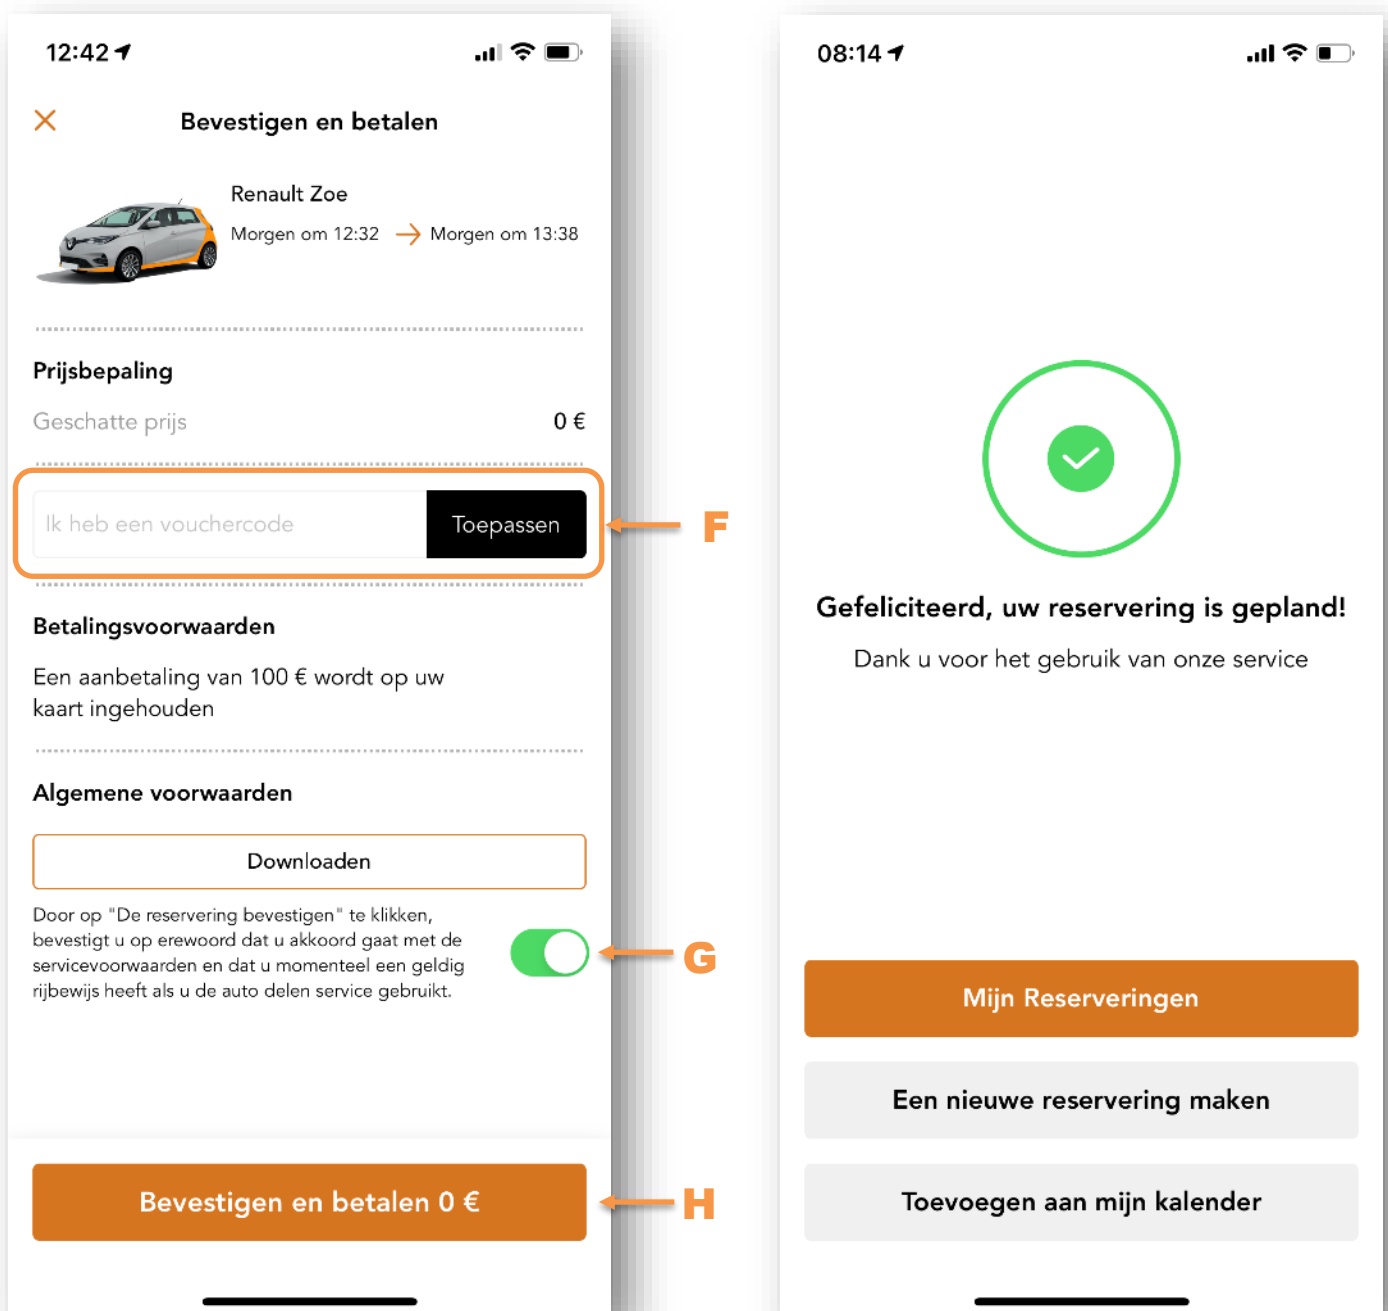 12:42
Bevestigen en betalen
Renault Zoe
Morgen om 12:32 → Morgen om 13:38
Prijsbepaling
Geschatte prijs 0 €
Ik heb een vouchercode Toepassen
F
Betalingsvoorwaarden
Een aanbetaling van 100 € wordt op uw
kaart ingehouden
Algemene voorwaarden
Downloaden
Door op "De reservering bevestigen" te klikken,
bevestigt u op erewoord dat u akkoord gaat met de
servicevoorwaarden en dat u momenteel een geldig
rijbewijs heeft als u de auto delen service gebruikt.
G
Bevestigen en betalen 0 €
H
08:14
Gefeliciteerd, uw reservering is gepland!
Dank u voor het gebruik van onze service
Mijn Reserveringen
Een nieuwe reservering maken
Toevoegen aan mijn kalender